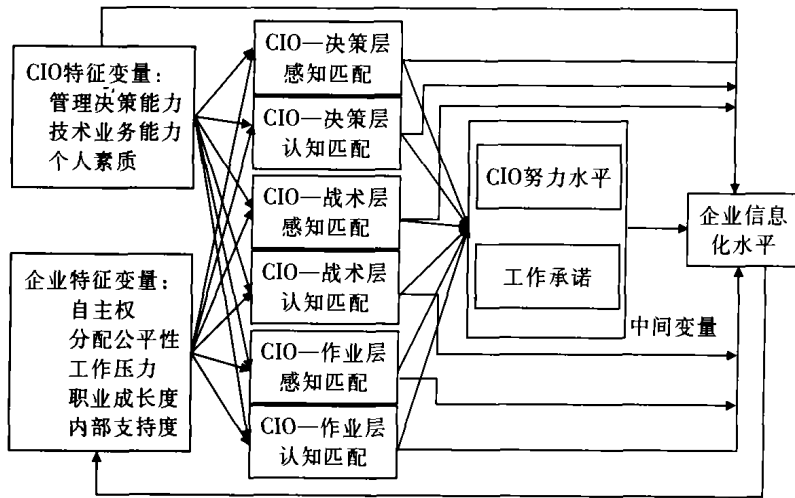 CIO特征变量：
管理决策能力
技术业务能力
个人素质
企业特征变量：
自主权
分配公平性
工作压力
职业成长度
内部支持度
CIO—决策层
感知匹配
CIO—决策层
认知匹配
CIO—战术层
感知匹配
CIO—战术层
认知匹配
CIO—作业层
感知匹配
CIO—作业层
认知匹配
CIO努力水平
工作承诺
中间变量
企业信息
化水平